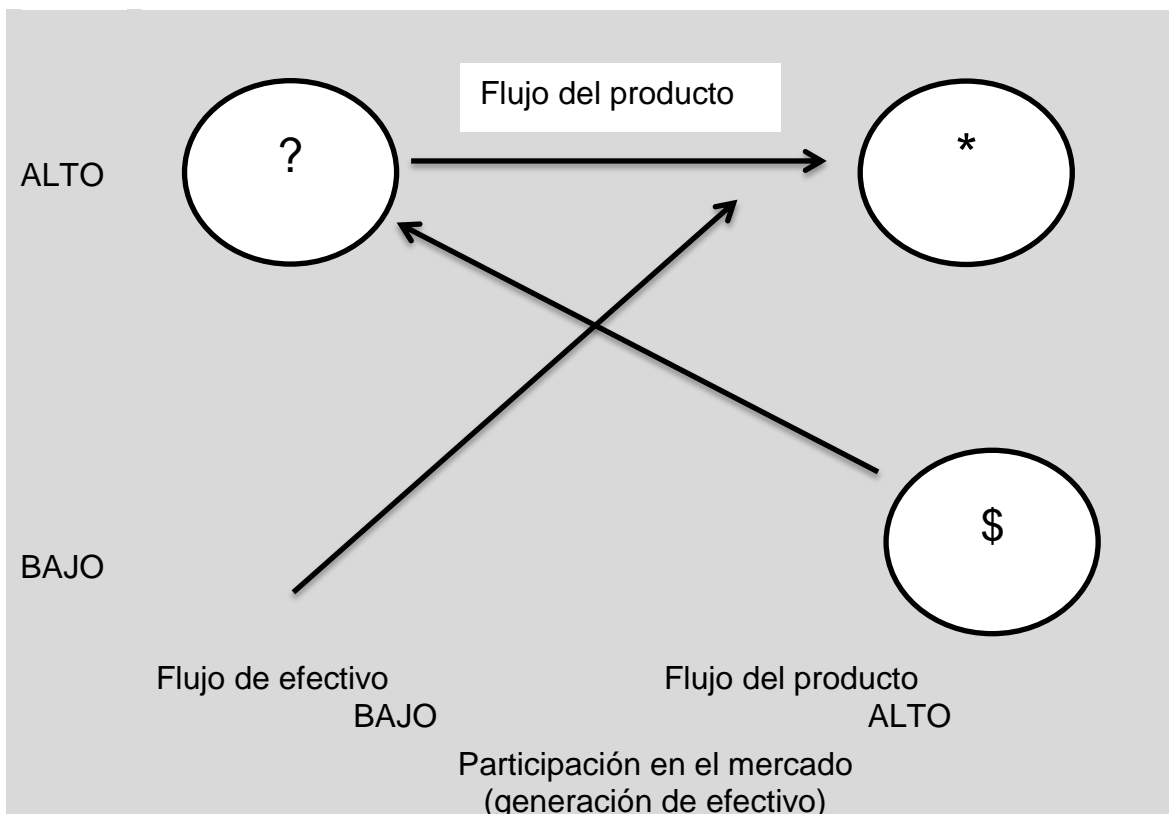 Flujo del producto
?
*
ALTO
$
BAJO
Flujo de efectivo
Flujo del producto
BAJO
ALTO
Participación en el mercado
(generación de efectivo)